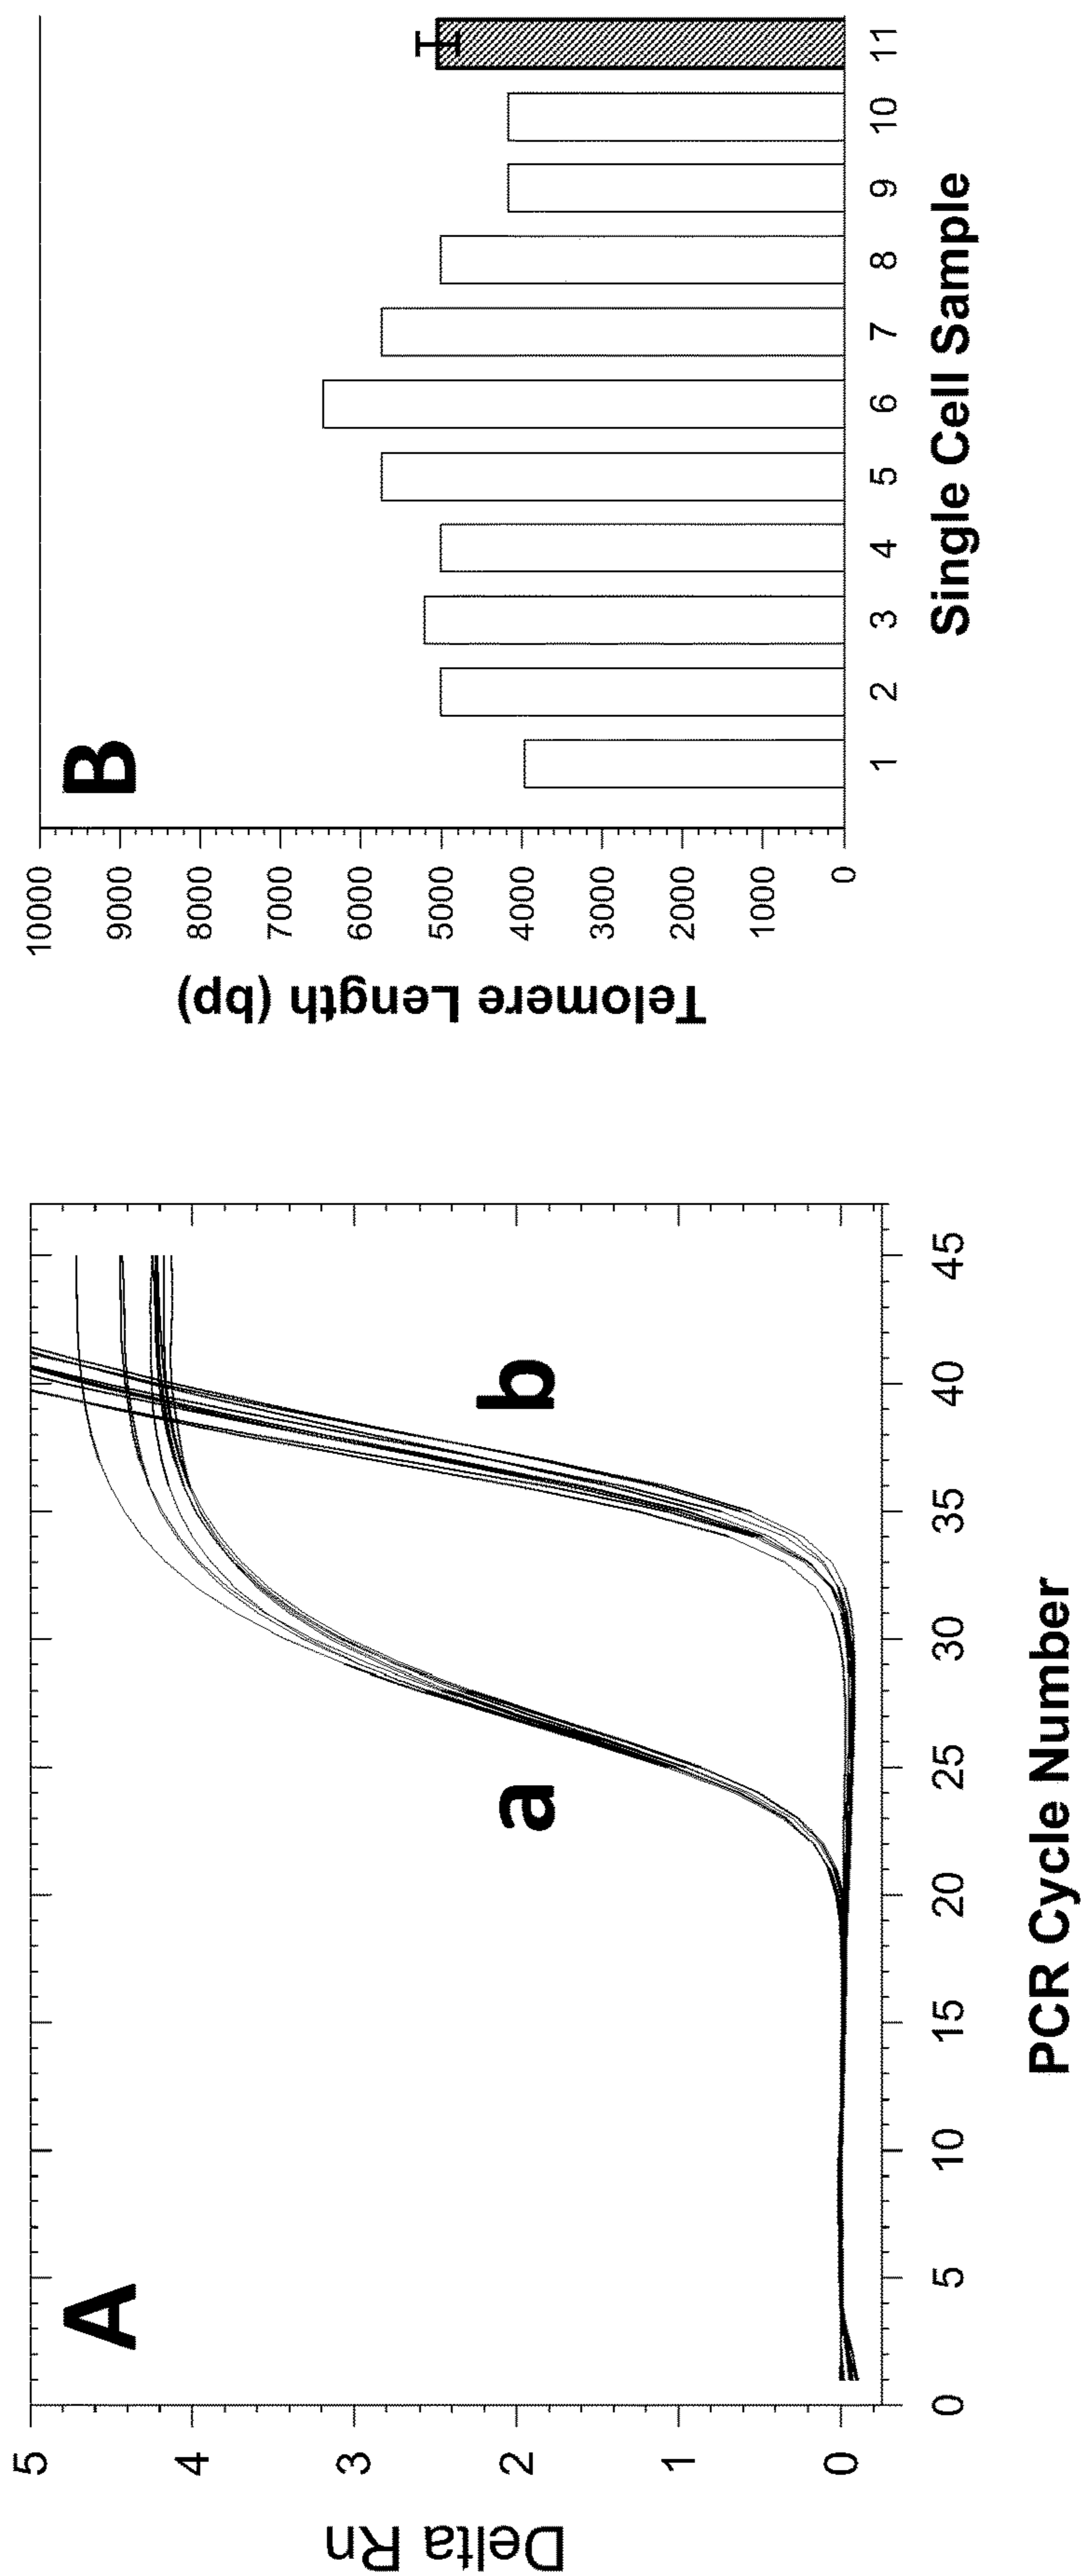 A
Delta Rn
5
4
3
2
1
0
a
b
0 5 10 15 20 25 30 35 40 45
PCR Cycle Number
B
Telomere Length (bp)
10000
9000
8000
7000
6000
5000
4000
3000
2000
1000
0
1 2 3 4 5 6 7 8 9 10 11
Single Cell Sample